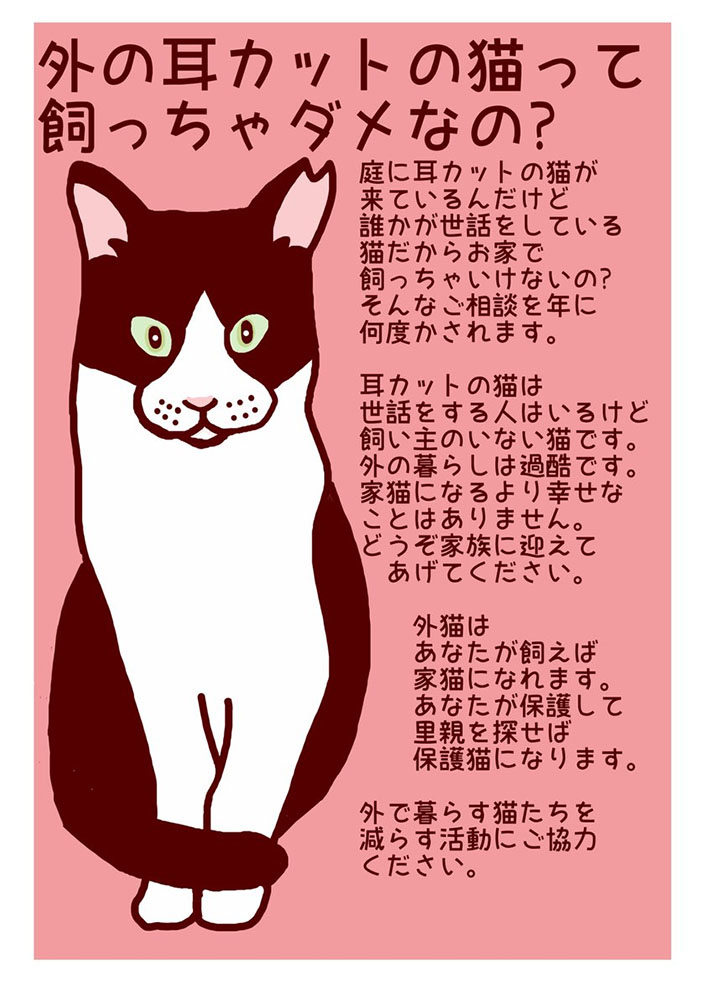 外の耳カットの猫って
飼っちゃダメなの?
庭に耳カットの猫が
来ているんだけど
誰かが世話をしている
猫だからお家で
飼っちゃいけないの?
そんなご相談を年に
何度かされます。
耳カットの猫は
世話をする人はいるけど
飼い主のいない猫です。
外の暮らしは過酷です。
家猫になるより幸せな
ことはありません。
どうぞ家族に迎えて
あげてください。
外猫は
あなたが飼えば
家猫になれます。
あなたが保護して
里親を探せば
保護猫になります。
外で暮らす猫たちを
減らす活動にご協力
ください。